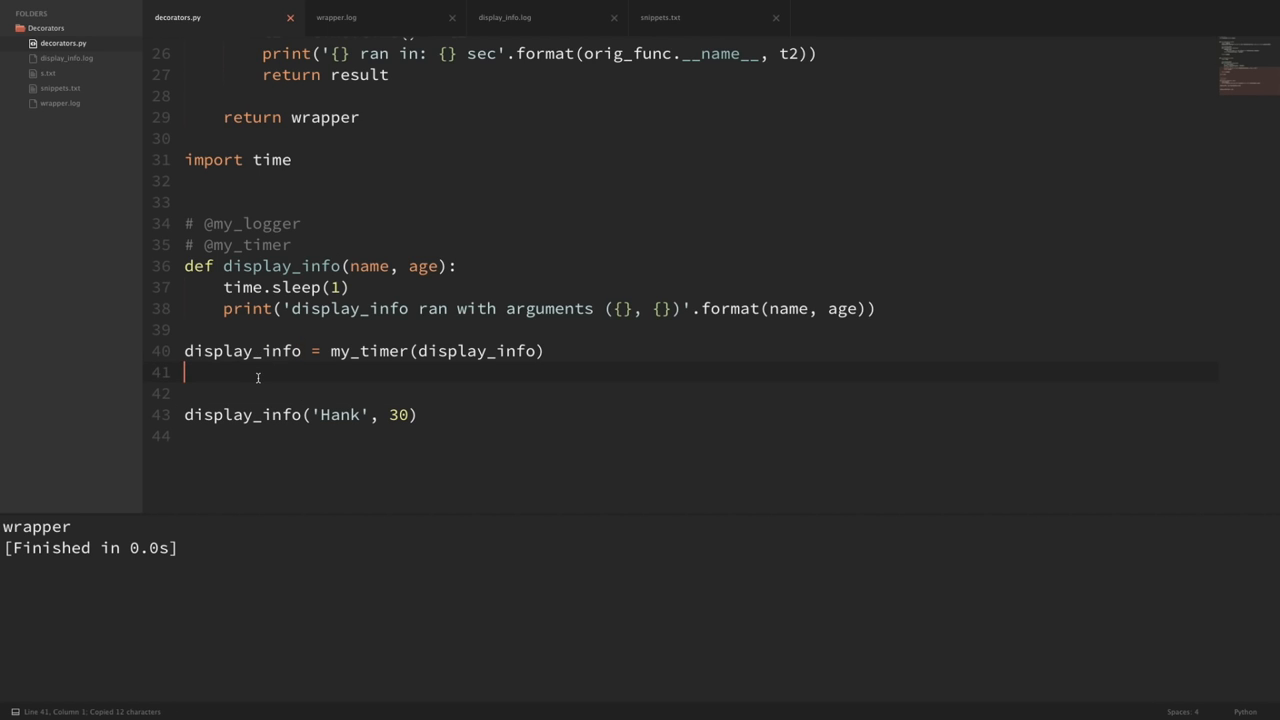 FOLDERS
Decorators
decorators.py
display_info.log
s.txt
snippets.txt
wrapper.log
decorators.py
wrapper.log
display_info.log
snippets.txt
26 print('{} ran in: {} sec'.format(orig_func.__name__, t2))
27 return result
28
29 return wrapper
30
31 import time
32
33
34 # @my_logger
35 # @my_timer
36 def display_info(name, age):
37 time.sleep(1)
38 print('display_info ran with arguments ({}, {})'.format(name, age))
39
40 display_info = my_timer(display_info)
41
42
43 display_info('Hank', 30)
44
wrapper
[Finished in 0.0s]
Line 41, Column 1; Copied 12 characters
Spaces: 4
Python